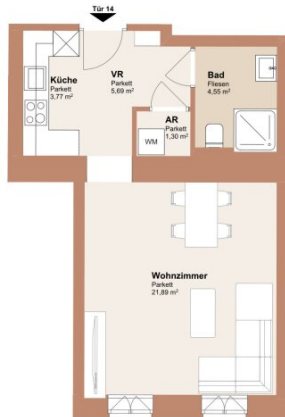 Tür 14
Küche
Parkett
3,77 m²
VR
Parkett
5,69 m²
Bad
Fliesen
4,55 m²
AR
Parkett
1,30 m²
WM
Wohnzimmer
Parkett
21,89 m²